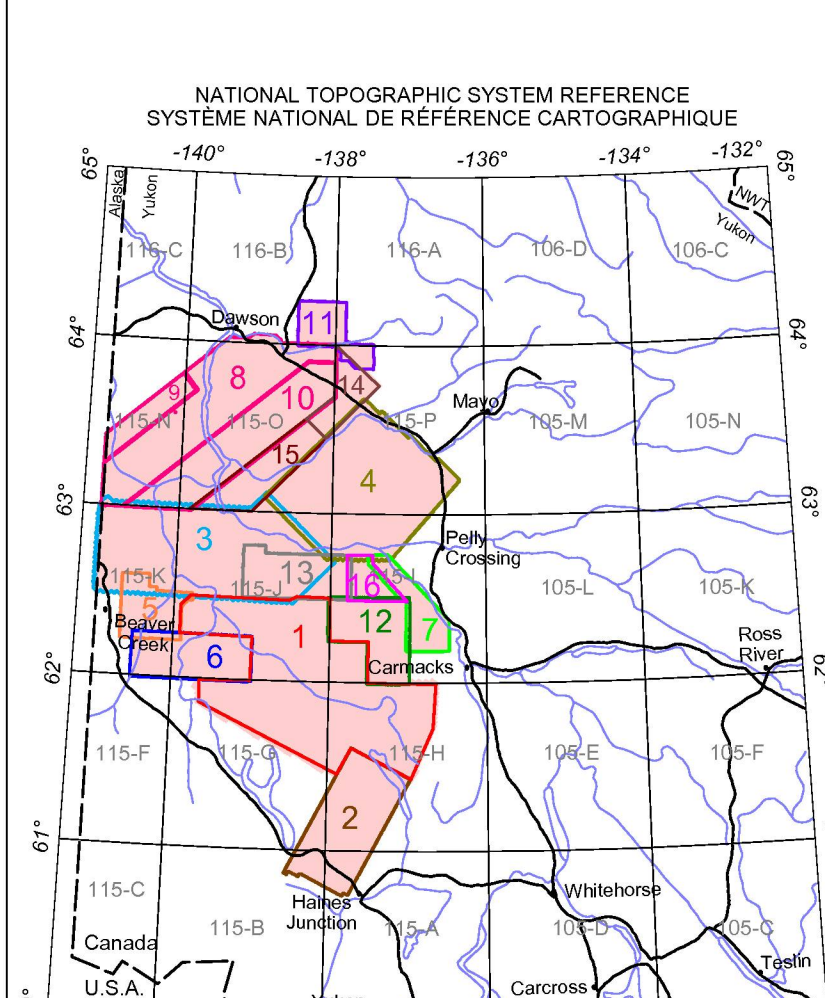 NATIONAL TOPOGRAPHIC SYSTEM REFERENCE
SYSTÈME NATIONAL DE RÉFÉRENCE CARTOGRAPHIQUE
65°
-140°
-138°
-136°
-134°
-132°
65°
Alaska
Yukon
NWT
Yukon
116-C
116-B
116-A
106-D
106-C
64°
Dawson
11
64°
8
9
10
14
Mayo
115-N
115-O
115-P
105-M
105-N
15
4
63°
63°
3
Pelly
Crossing
115-K
115-J
13
16
115-I
105-L
105-K
5
Beaver
Creek
6
1
12
7
Ross
River
62°
Carmacks
115-F
115-G
115-H
105-E
105-F
2
61°
115-C
Haines
Junction
Whitehorse
115-B
115-A
105-D
105-C
Canada
U.S.A.
Teslin
Carcross